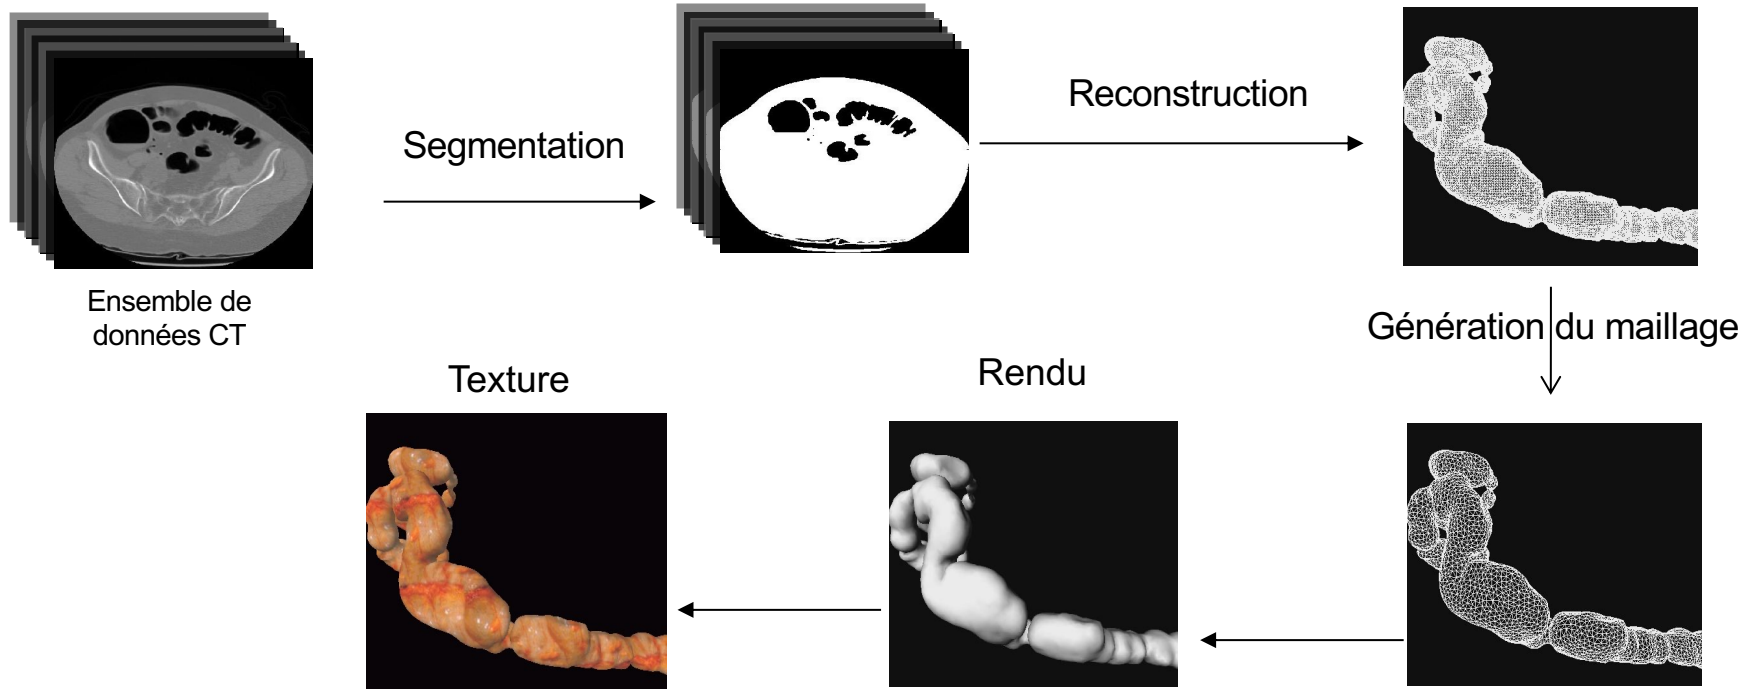 Segmentation
Reconstruction
Ensemble de
données CT
Génération du maillage
Rendu
Texture